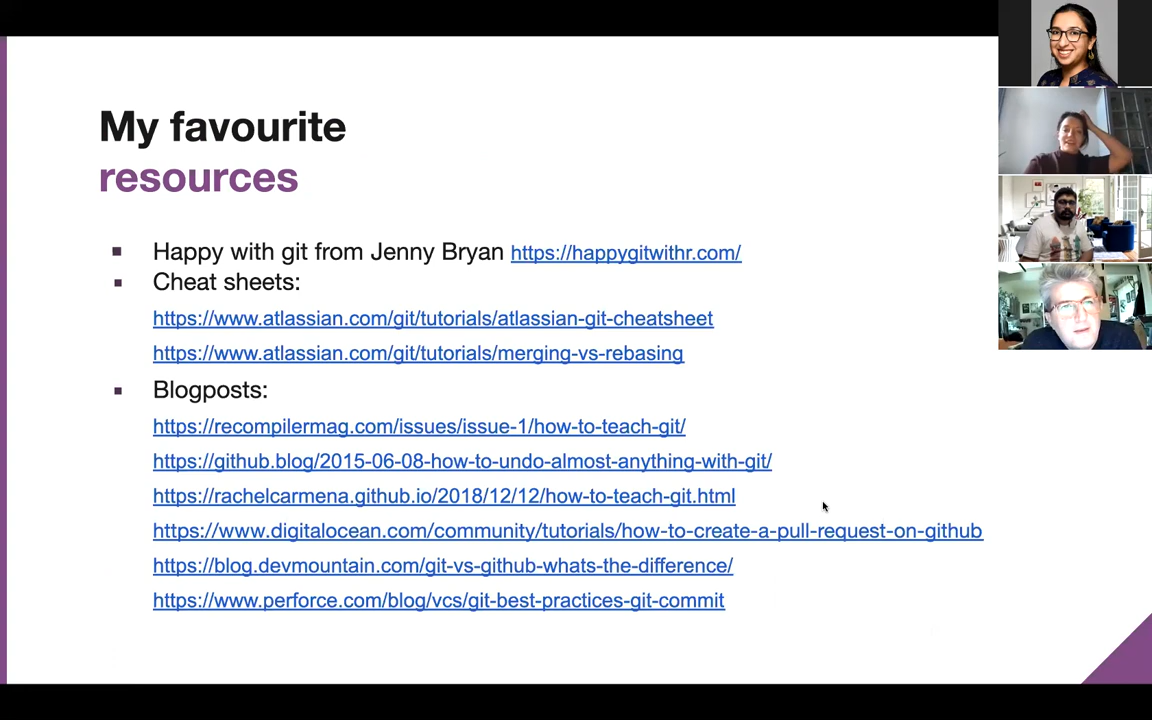 My favourite
resources
Happy with git from Jenny Bryan https://happygitwithr.com/
Cheat sheets:
https://www.atlassian.com/git/tutorials/atlassian-git-cheatsheet
https://www.atlassian.com/git/tutorials/merging-vs-rebasing
Blogposts:
https://recompilermag.com/issues/issue-1/how-to-teach-git/
https://github.blog/2015-06-08-how-to-undo-almost-anything-with-git/
https://rachelcarmena.github.io/2018/12/12/how-to-teach-git.html
https://www.digitalocean.com/community/tutorials/how-to-create-a-pull-request-on-github
https://blog.devmountain.com/git-vs-github-whats-the-difference/
https://www.perforce.com/blog/vcs/git-best-practices-git-commit